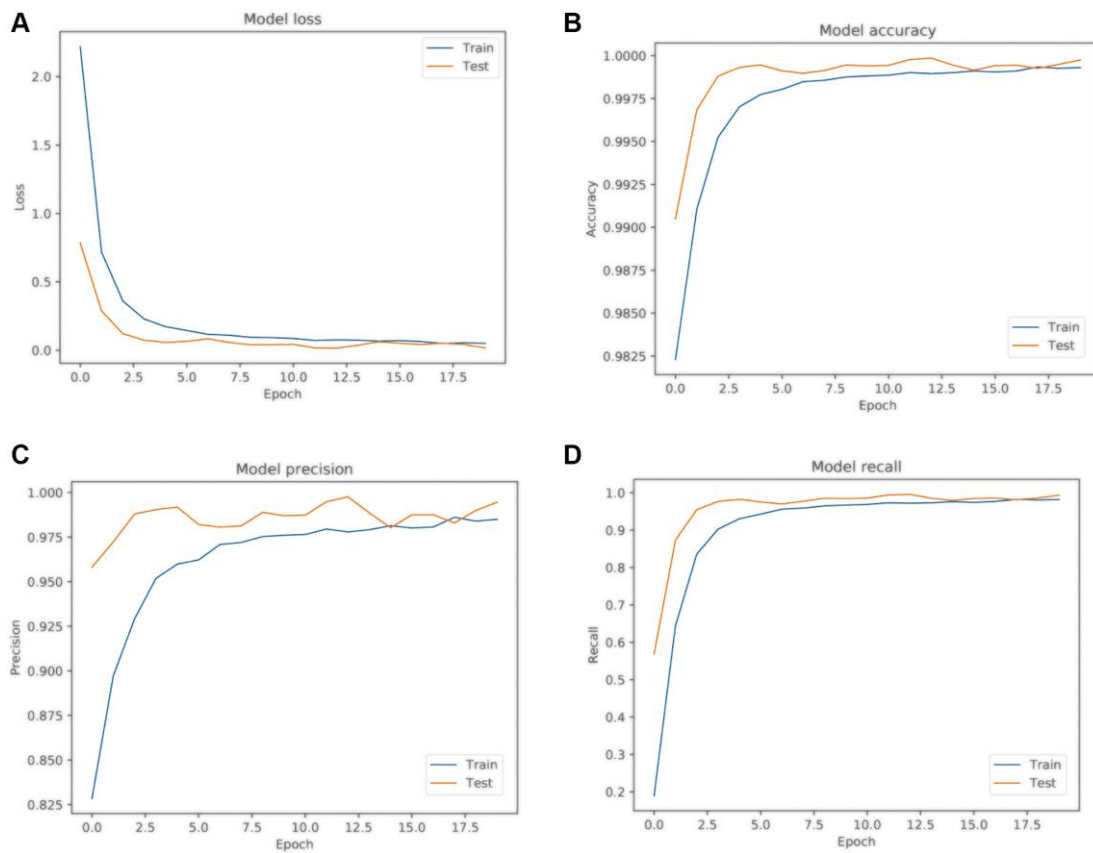 A
Model loss
Train
Test
2.0
1.5
1.0
0.5
0.0
Loss
0.0 2.5 5.0 7.5 10.0 12.5 15.0 17.5
Epoch
B
Model accuracy
1.0000
0.9975
0.9950
0.9925
0.9900
0.9875
0.9850
0.9825
Accuracy
Train
Test
0.0 2.5 5.0 7.5 10.0 12.5 15.0 17.5
Epoch
C
Model precision
1.000
0.975
0.950
0.925
0.900
0.875
0.850
0.825
Precision
Train
Test
0.0 2.5 5.0 7.5 10.0 12.5 15.0 17.5
Epoch
D
Model recall
1.0
0.9
0.8
0.7
0.6
0.5
0.4
0.3
0.2
Recall
Train
Test
0.0 2.5 5.0 7.5 10.0 12.5 15.0 17.5
Epoch